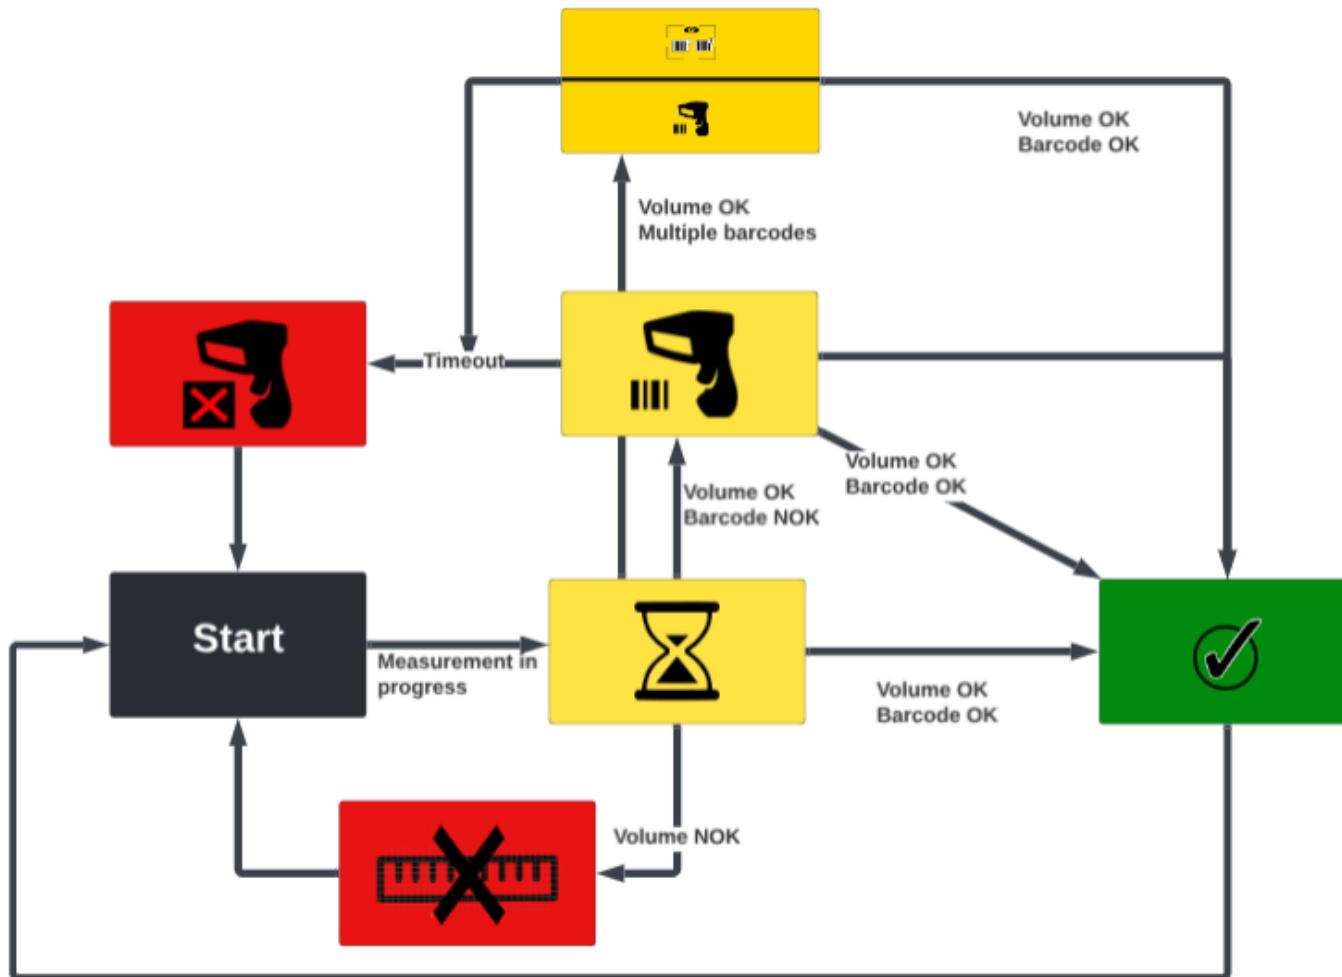 Volume OK
Barcode OK
Volume OK
Multiple barcodes
Timeout
Volume OK
Barcode OK
Volume OK
Barcode NOK
Start
Measurement in
progress
Volume OK
Barcode OK
Volume NOK